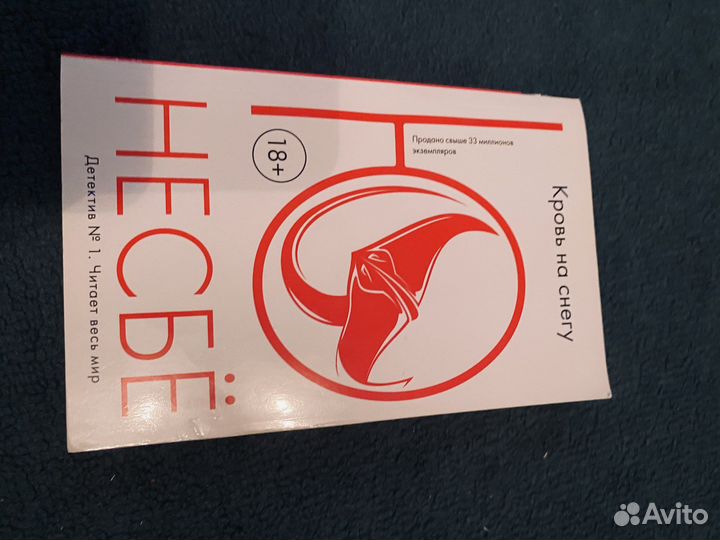 Кровь на снегу
Продано свыше 33 миллионов
экземпляров
Ю
18+
НЕСБЁ
Детектив № 1. Читает весь мир
Avito